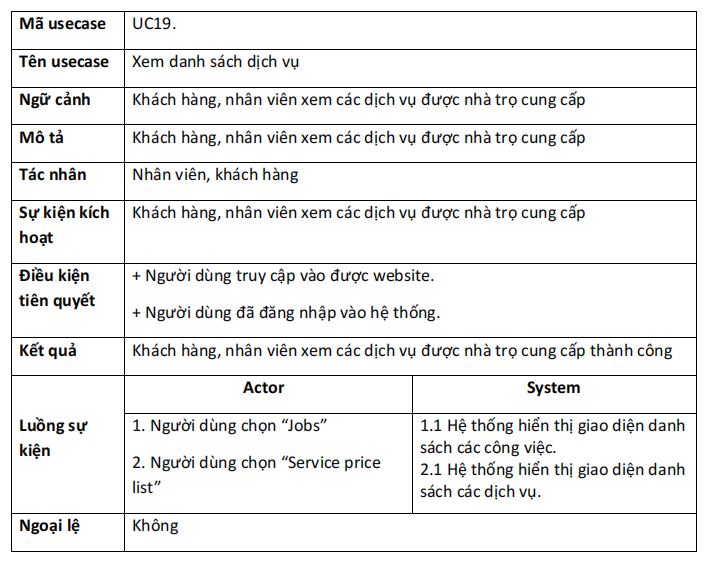 Mã usecase UC19.
Tên usecase Xem danh sách dịch vụ
Ngữ cảnh Khách hàng, nhân viên xem các dịch vụ được nhà trọ cung cấp
Mô tả Khách hàng, nhân viên xem các dịch vụ được nhà trọ cung cấp
Tác nhân Nhân viên, khách hàng
Sự kiện kích
hoạt
Khách hàng, nhân viên xem các dịch vụ được nhà trọ cung cấp
Điều kiện
tiên quyết
+ Người dùng truy cập vào được website.
+ Người dùng đã đăng nhập vào hệ thống.
Kết quả Khách hàng, nhân viên xem các dịch vụ được nhà trọ cung cấp thành công
Luồng sự
kiện
Actor
System
1. Người dùng chọn “Jobs”
2. Người dùng chọn “Service price
list”
1.1 Hệ thống hiển thị giao diện danh
sách các công việc.
2.1 Hệ thống hiển thị giao diện danh
sách các dịch vụ.
Ngoại lệ Không